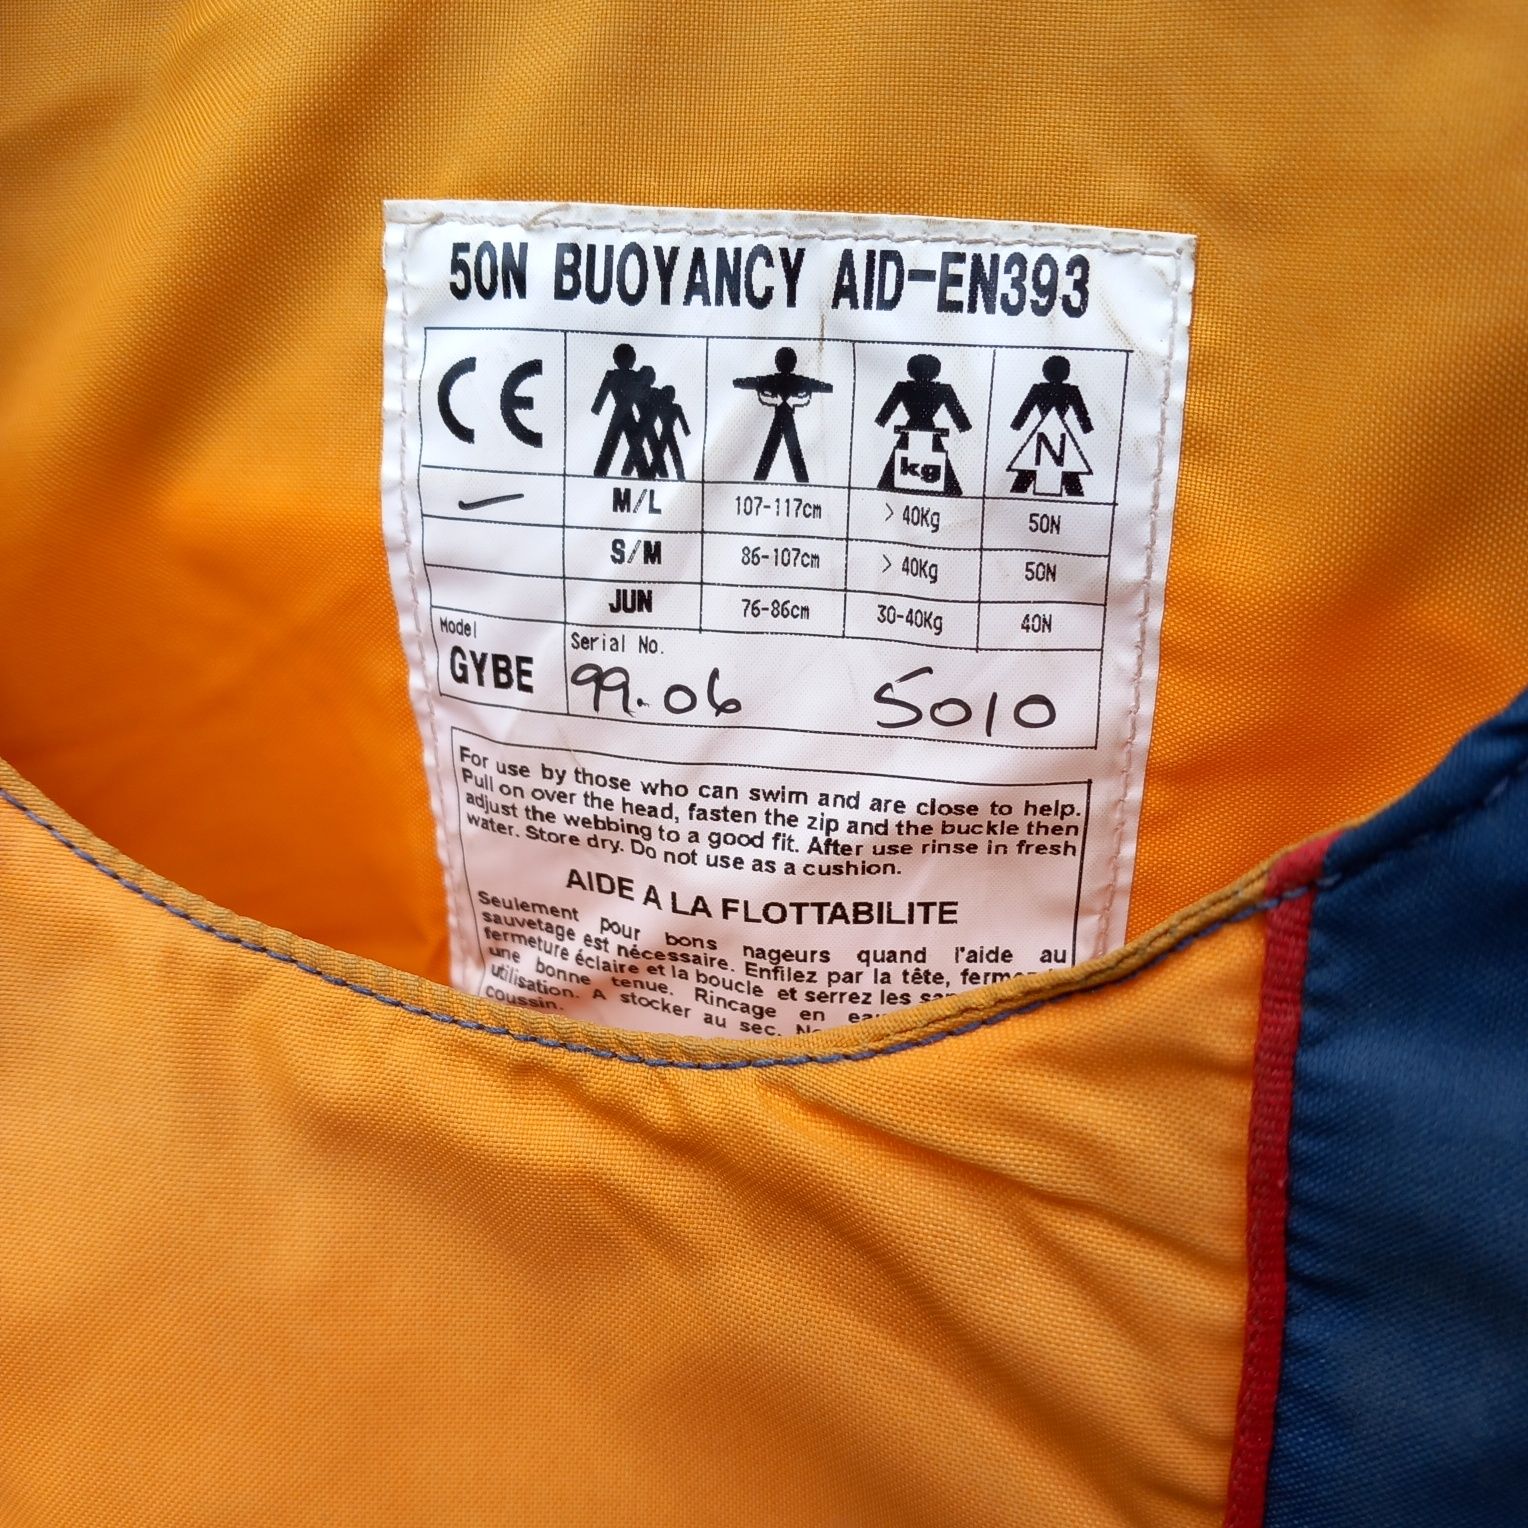 50N BUOYANCY AID-EN393
CE
kg
N
M/L 107-117cm > 40Kg 50N
S/M 86-107cm > 40Kg 50N
JUN 76-86cm 30-40Kg 40N
Model
GYBE
Serial No.
99.06 5010
For use by those who can swim and are close to help.
Pull on over the head, fasten the zip and the buckle then
adjust the webbing to a good fit. After use rinse in fresh
water. Store dry. Do not use as a cushion.
AIDE A LA FLOTTABILITE
Seulement pour bons nageurs quand l'aide au
sauvetage est nécessaire. Enfilez par la tête,
fermeture éclaire et la boucle et serrez les
une bonne tenue. Rincage en
utilisation. A stocker au sec.
coussin.